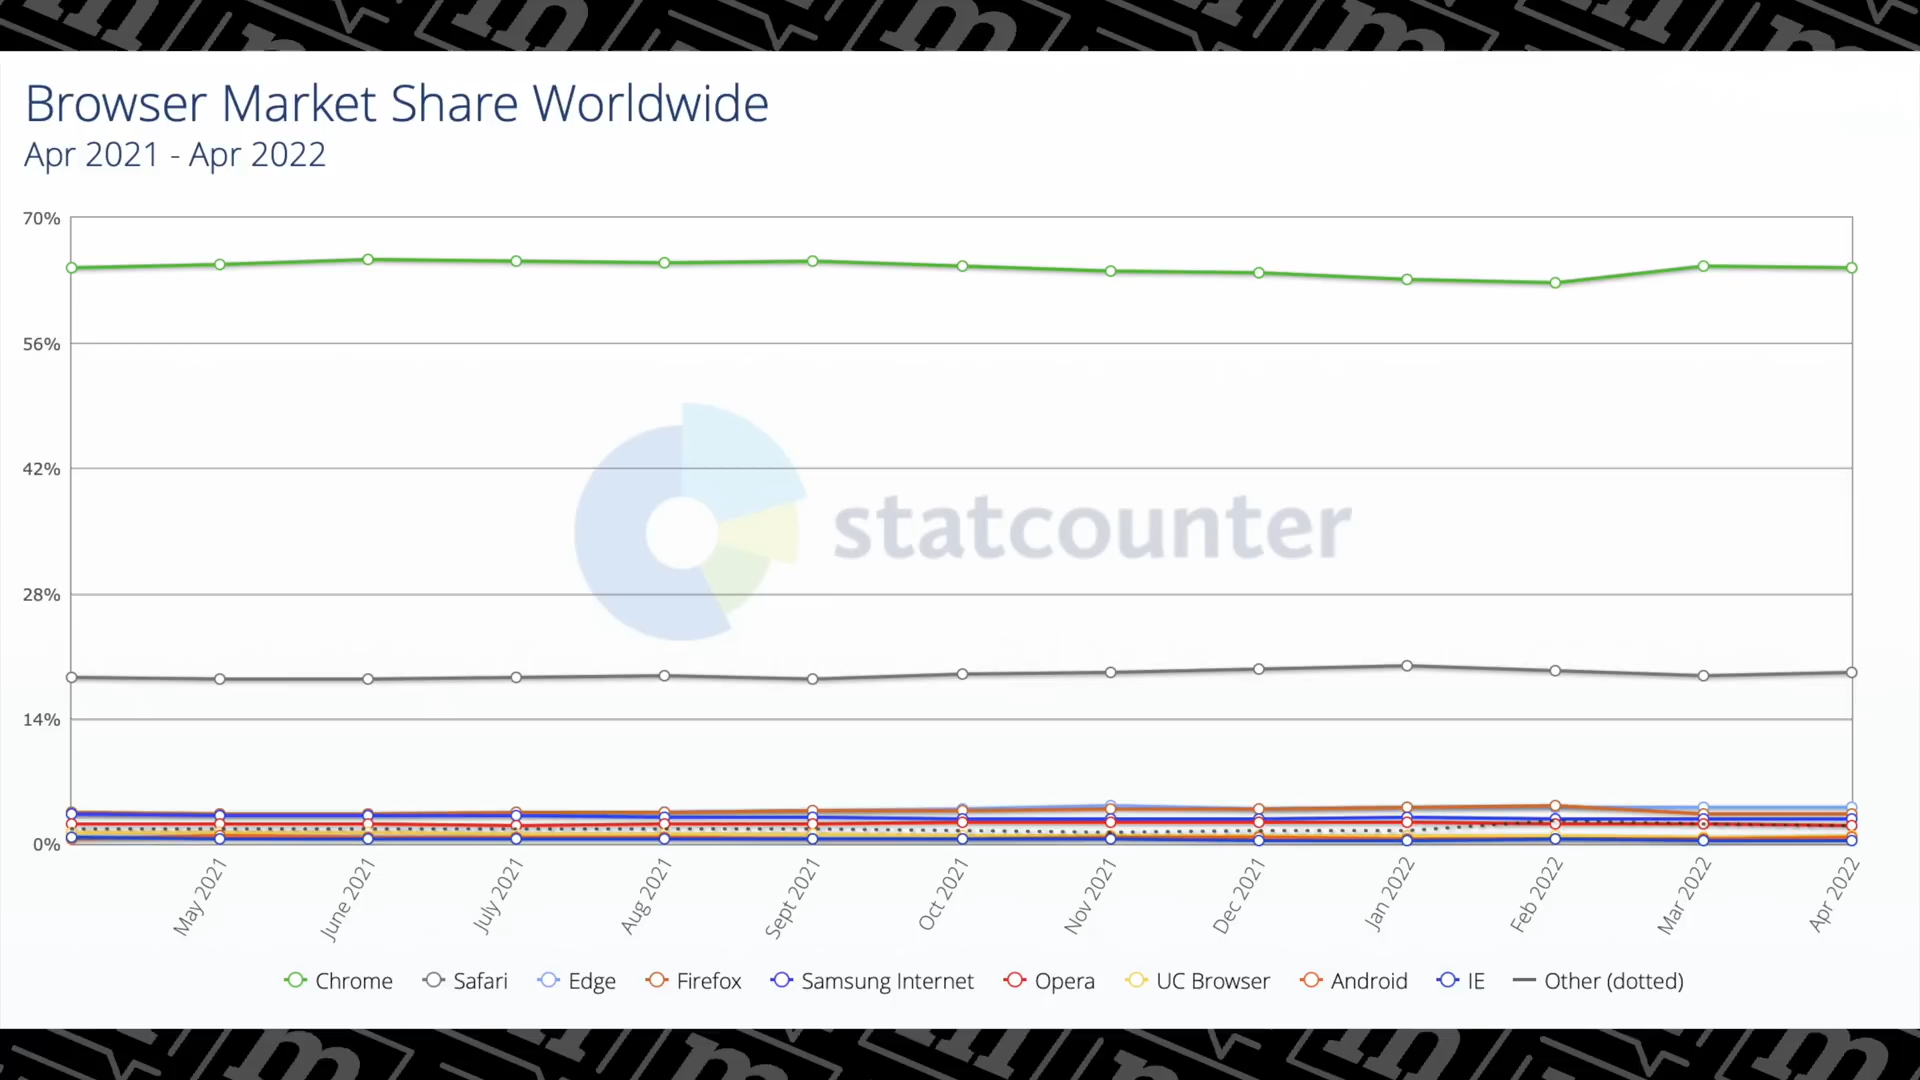 Browser Market Share Worldwide
Apr 2021 - Apr 2022
70%
56%
42%
28%
14%
0%
statcounter
May 2021
June 2021
July 2021
Aug 2021
Sept 2021
Oct 2021
Nov 2021
Dec 2021
Jan 2022
Feb 2022
Mar 2022
Apr 2022
Chrome Safari Edge Firefox Samsung Internet Opera UC Browser Android IE Other (dotted)